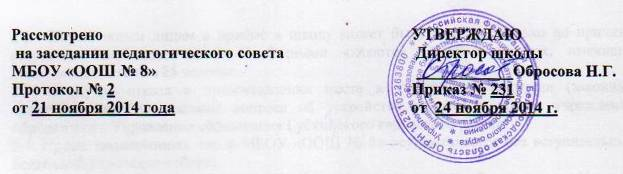 Рассмотрено
на заседании педагогического совета
МБОУ «ООШ № 8»
Протокол № 2
от 21 ноября 2014 года
УТВЕРЖДАЮ
Директор школы
Обросова Н.Г.
Приказ № 231
от 24 ноября 2014 г.